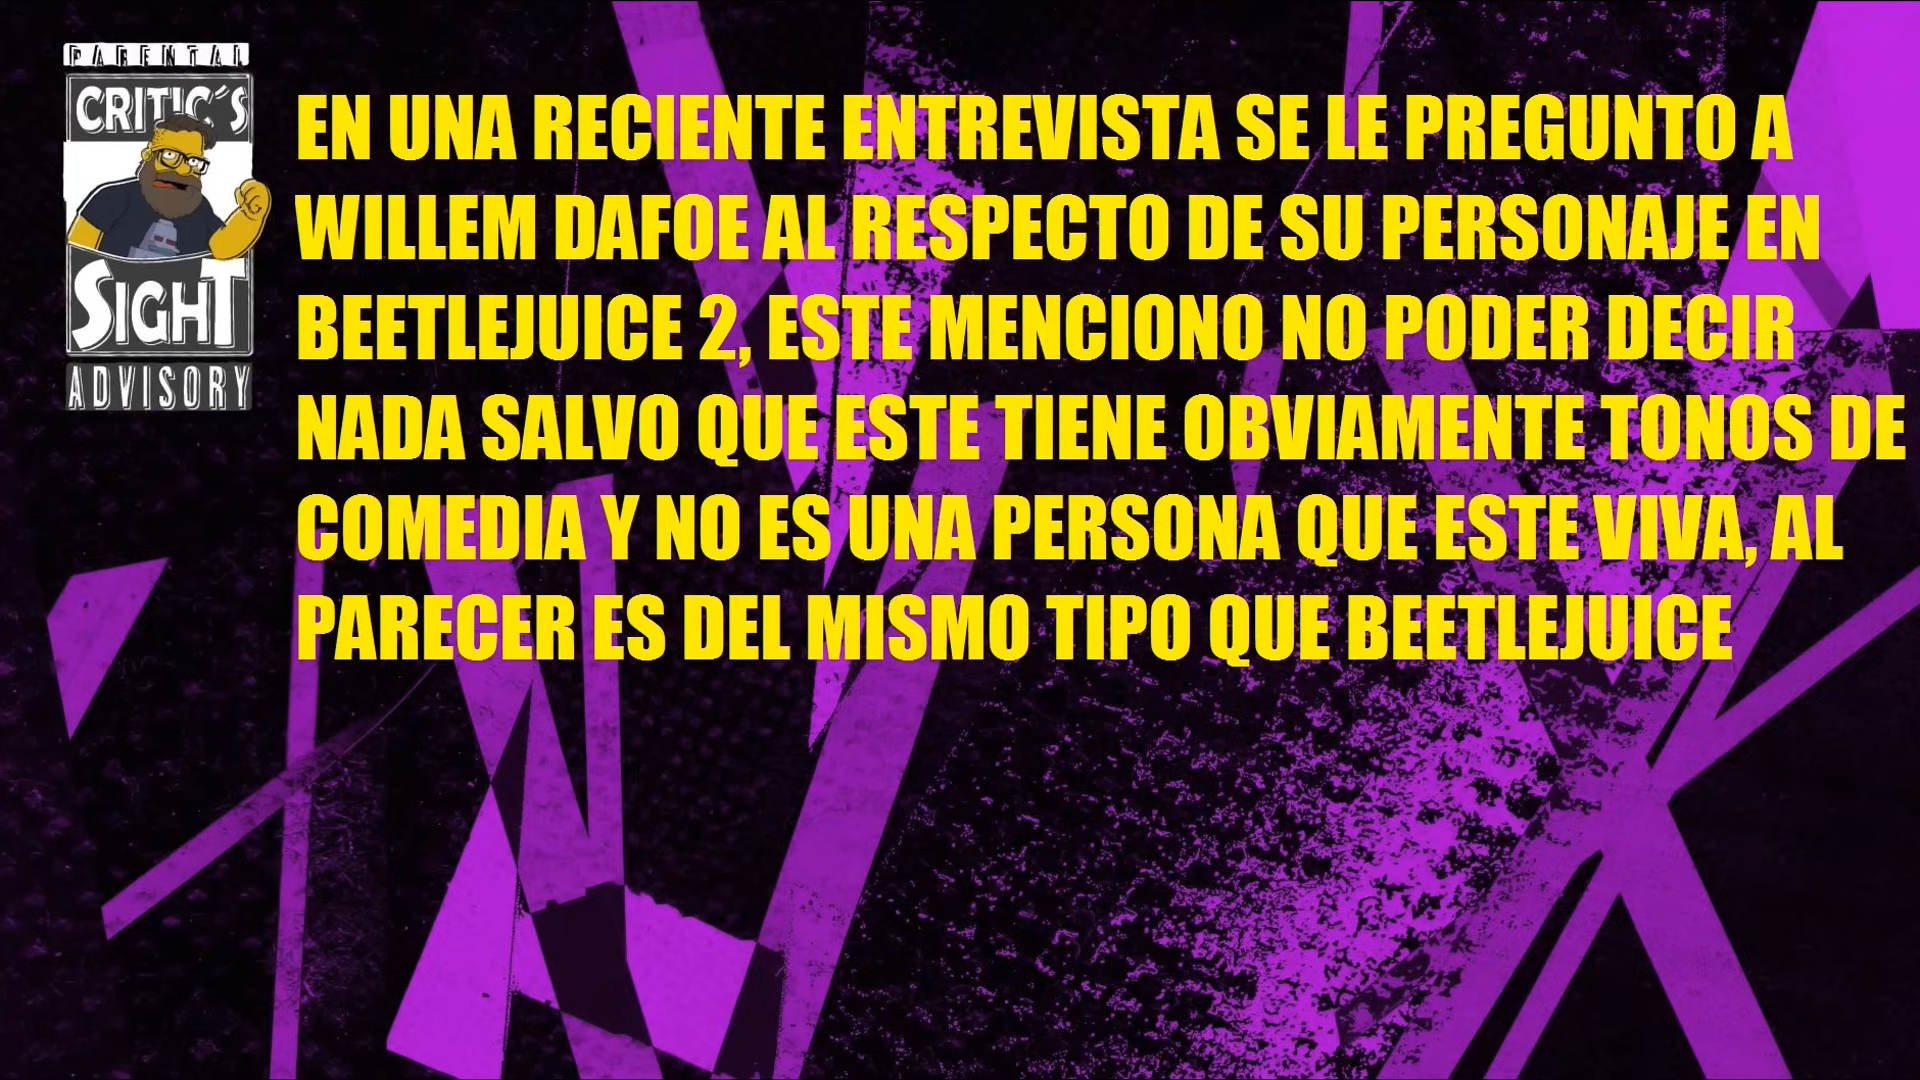 PARENTAL
CRITIC´S
SIGHT
ADVISORY
EN UNA RECIENTE ENTREVISTA SE LE PREGUNTO A
WILLEM DAFOE AL RESPECTO DE SU PERSONAJE EN
BEETLEJUICE 2, ESTE MENCIONO NO PODER DECIR
NADA SALVO QUE ESTE TIENE OBVIAMENTE TONOS DE
COMEDIA Y NO ES UNA PERSONA QUE ESTE VIVA, AL
PARECER ES DEL MISMO TIPO QUE BEETLEJUICE